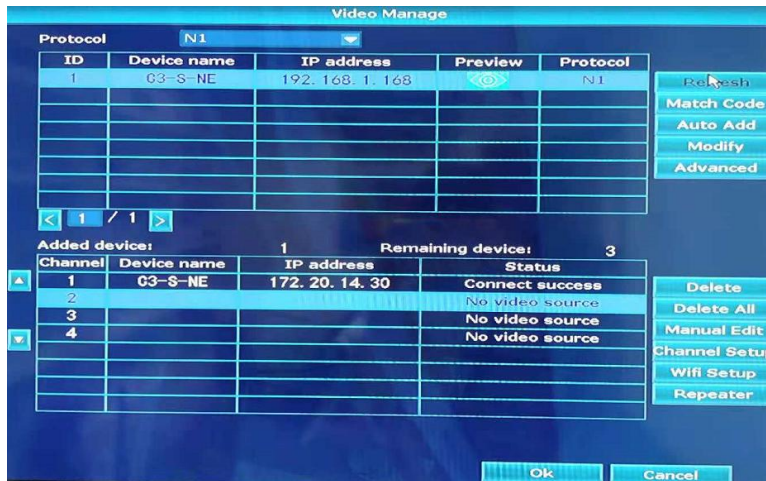 Video Manage
Protocol N1
ID Device name IP address Preview Protocol
1 C3-S-NE 192.168.1.168 N1
Refresh
Match Code
Auto Add
Modify
Advanced
< 1 / 1 >
Added device: 1 Remaining device: 3
Channel Device name IP address Status
1 C3-S-NE 172.20.14.30 Connect success
2 No video source
3 No video source
4 No video source
Delete
Delete All
Manual Edit
Channel Setu
Wifi Setup
Repeater
Ok Cancel